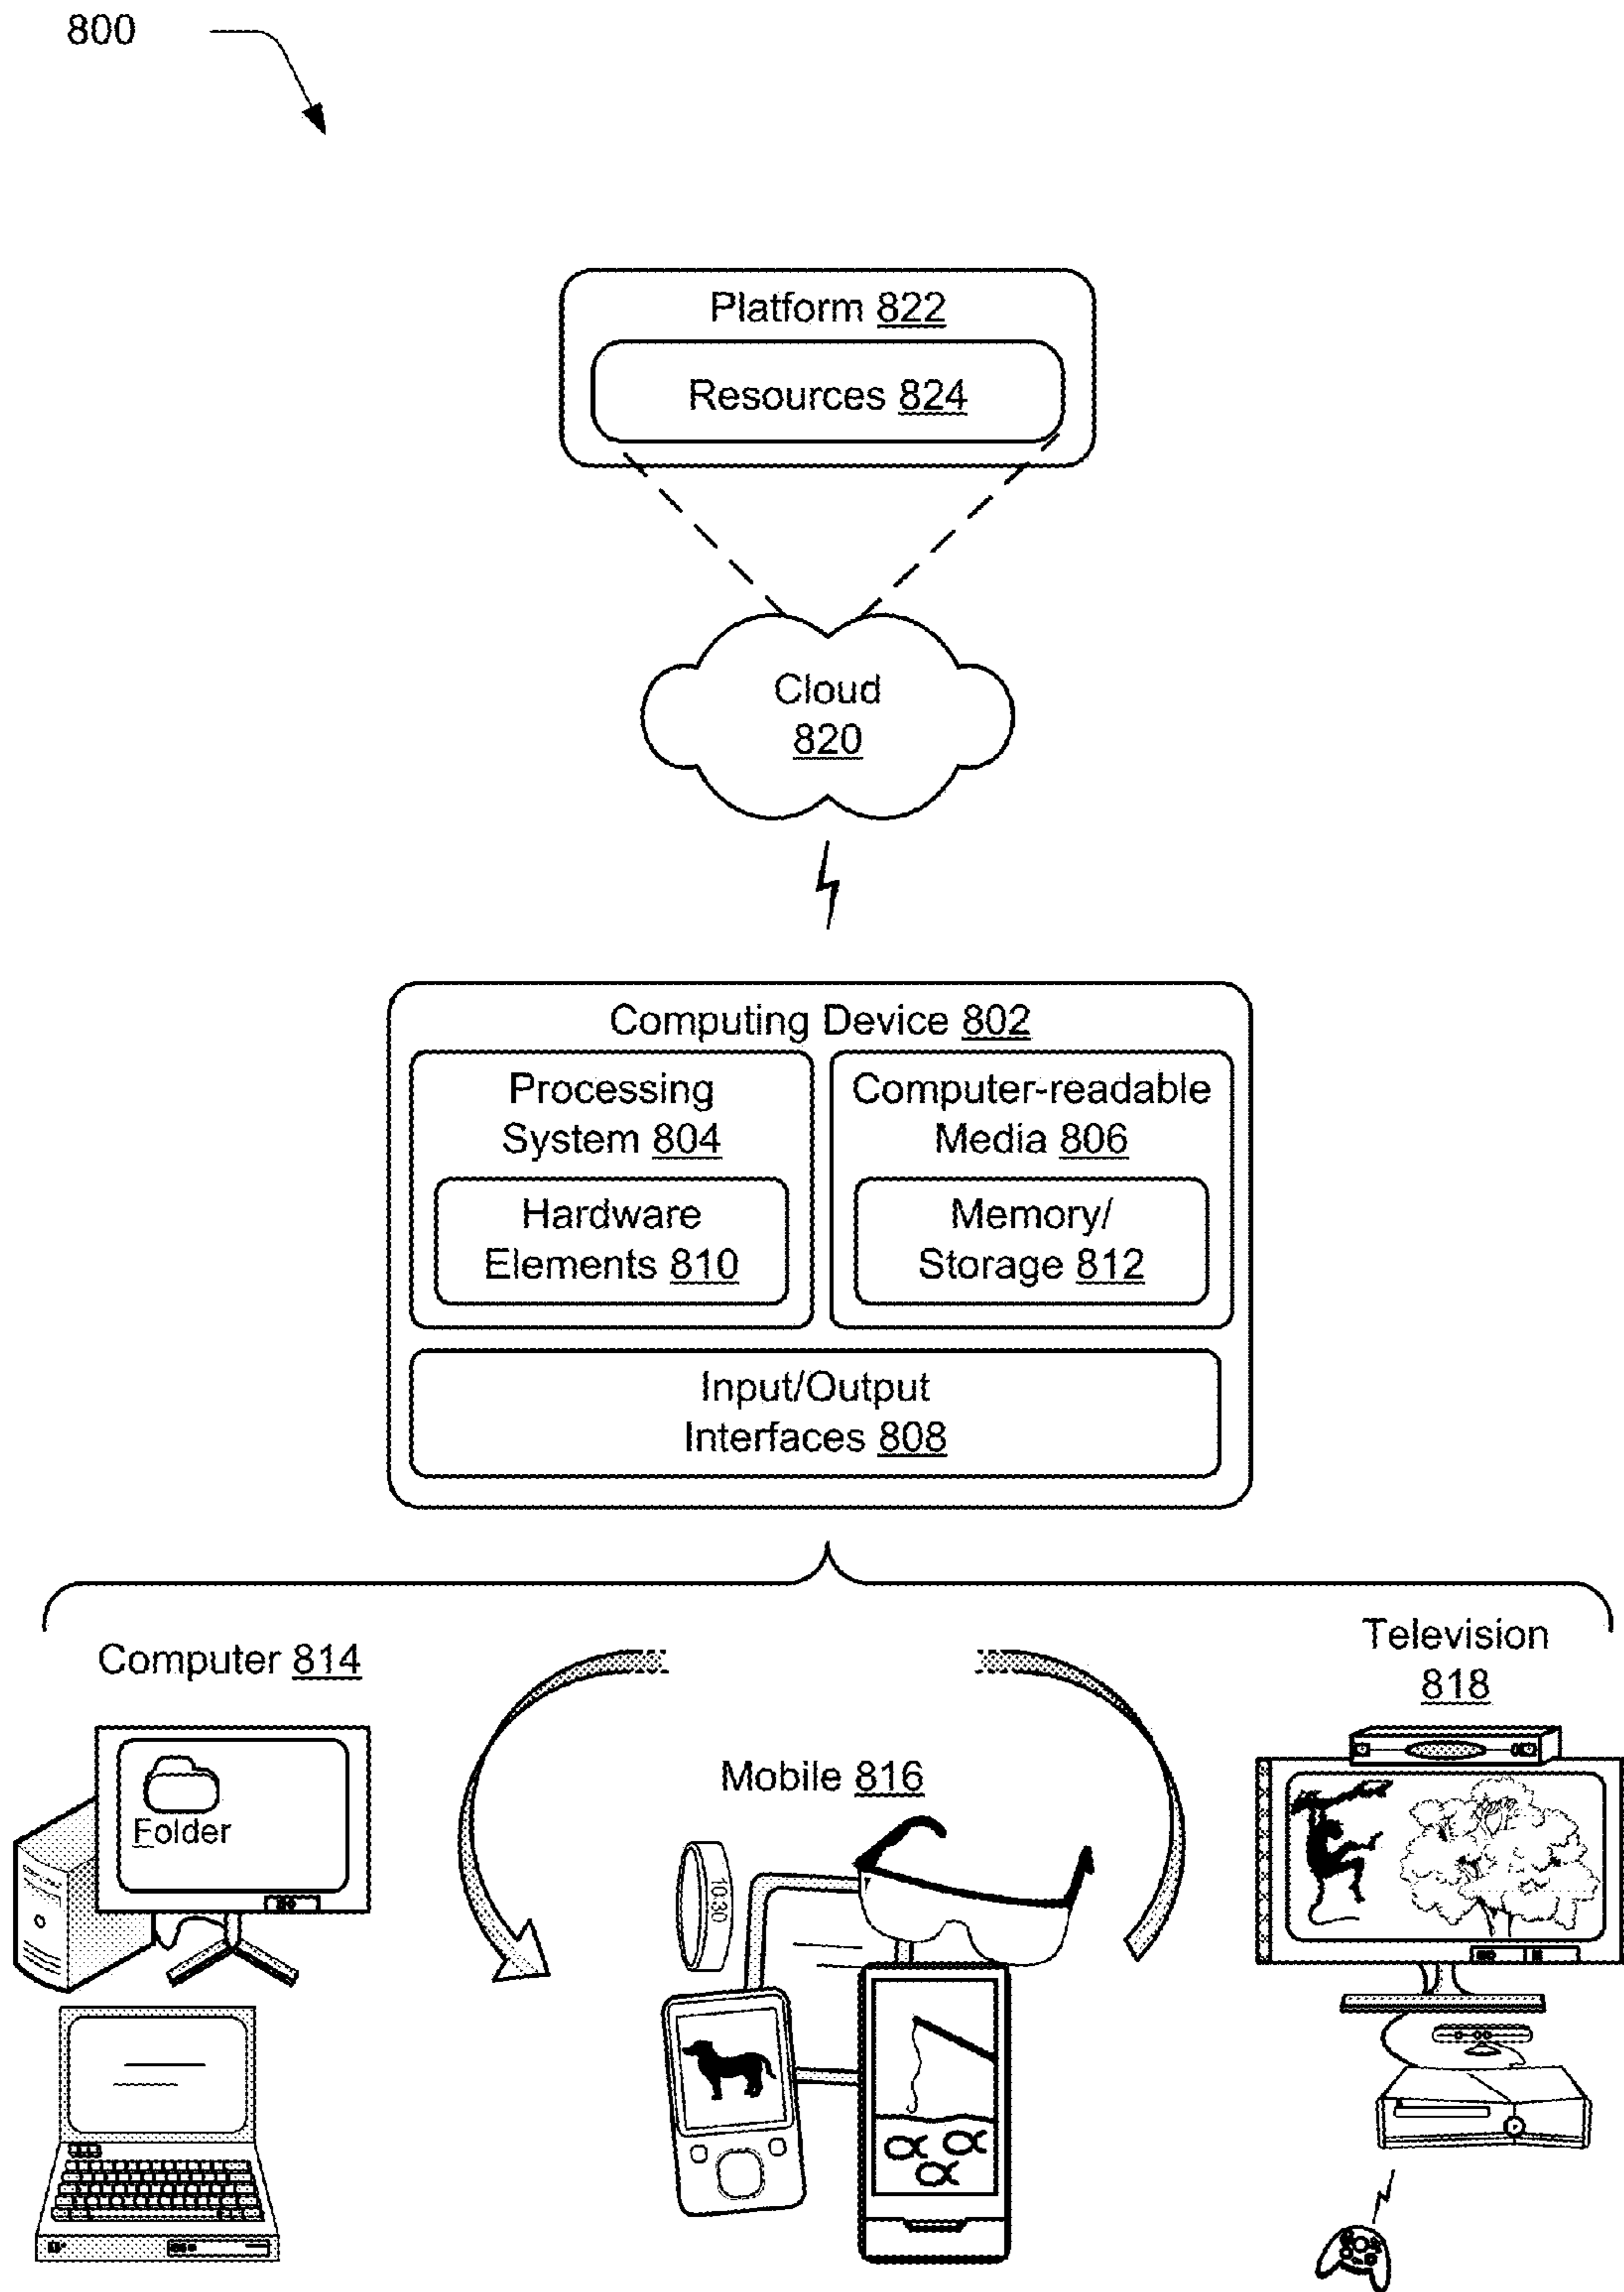 800
Platform 822
Resources 824
Cloud
820
Computing Device 802
Processing
System 804
Hardware
Elements 810
Computer-readable
Media 806
Memory/
Storage 812
Input/Output
Interfaces 808
Computer 814
Folder
Mobile 816
10:30
Television
818